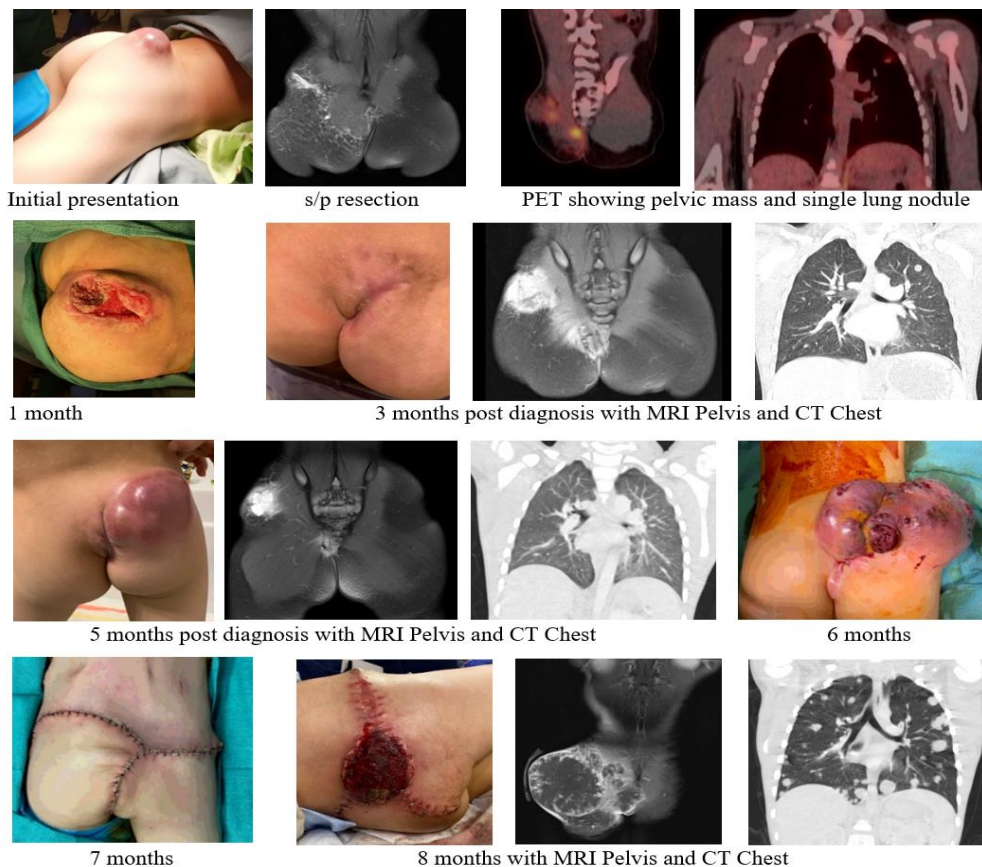 Initial presentation
s/p resection
PET showing pelvic mass and single lung nodule
1 month
3 months post diagnosis with MRI Pelvis and CT Chest
5 months post diagnosis with MRI Pelvis and CT Chest
6 months
7 months
8 months with MRI Pelvis and CT Chest